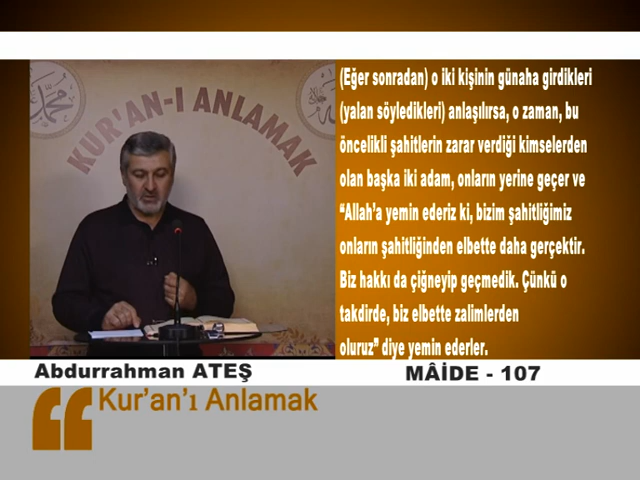 KUR'AN-I ANLAMAK
(Eğer sonradan) o iki kişinin günaha girdikleri
(yalan söyledikleri) anlaşılırsa, o zaman, bu
öncelikli şahitlerin zarar verdiği kimselerden
olan başka iki adam, onların yerine geçer ve
“Allah’a yemin ederiz ki, bizim şahitliğimiz
onların şahitliğinden elbette daha gerçektir.
Biz hakkı da çiğneyip geçmedik. Çünkü o
takdirde, biz elbette zalimlerden
oluruz” diye yemin ederler.
Abdurrahman ATEŞ
MÂİDE - 107
“ Kur’an’ı Anlamak